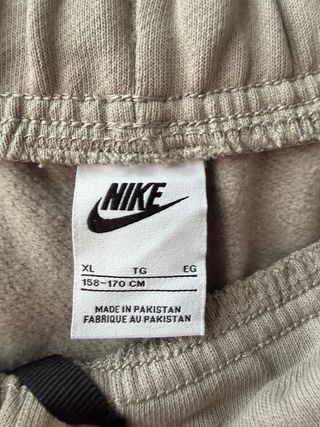 NIKE
XL TG EG
158-170 CM
MADE IN PAKISTAN
FABRIQUE AU PAKISTAN